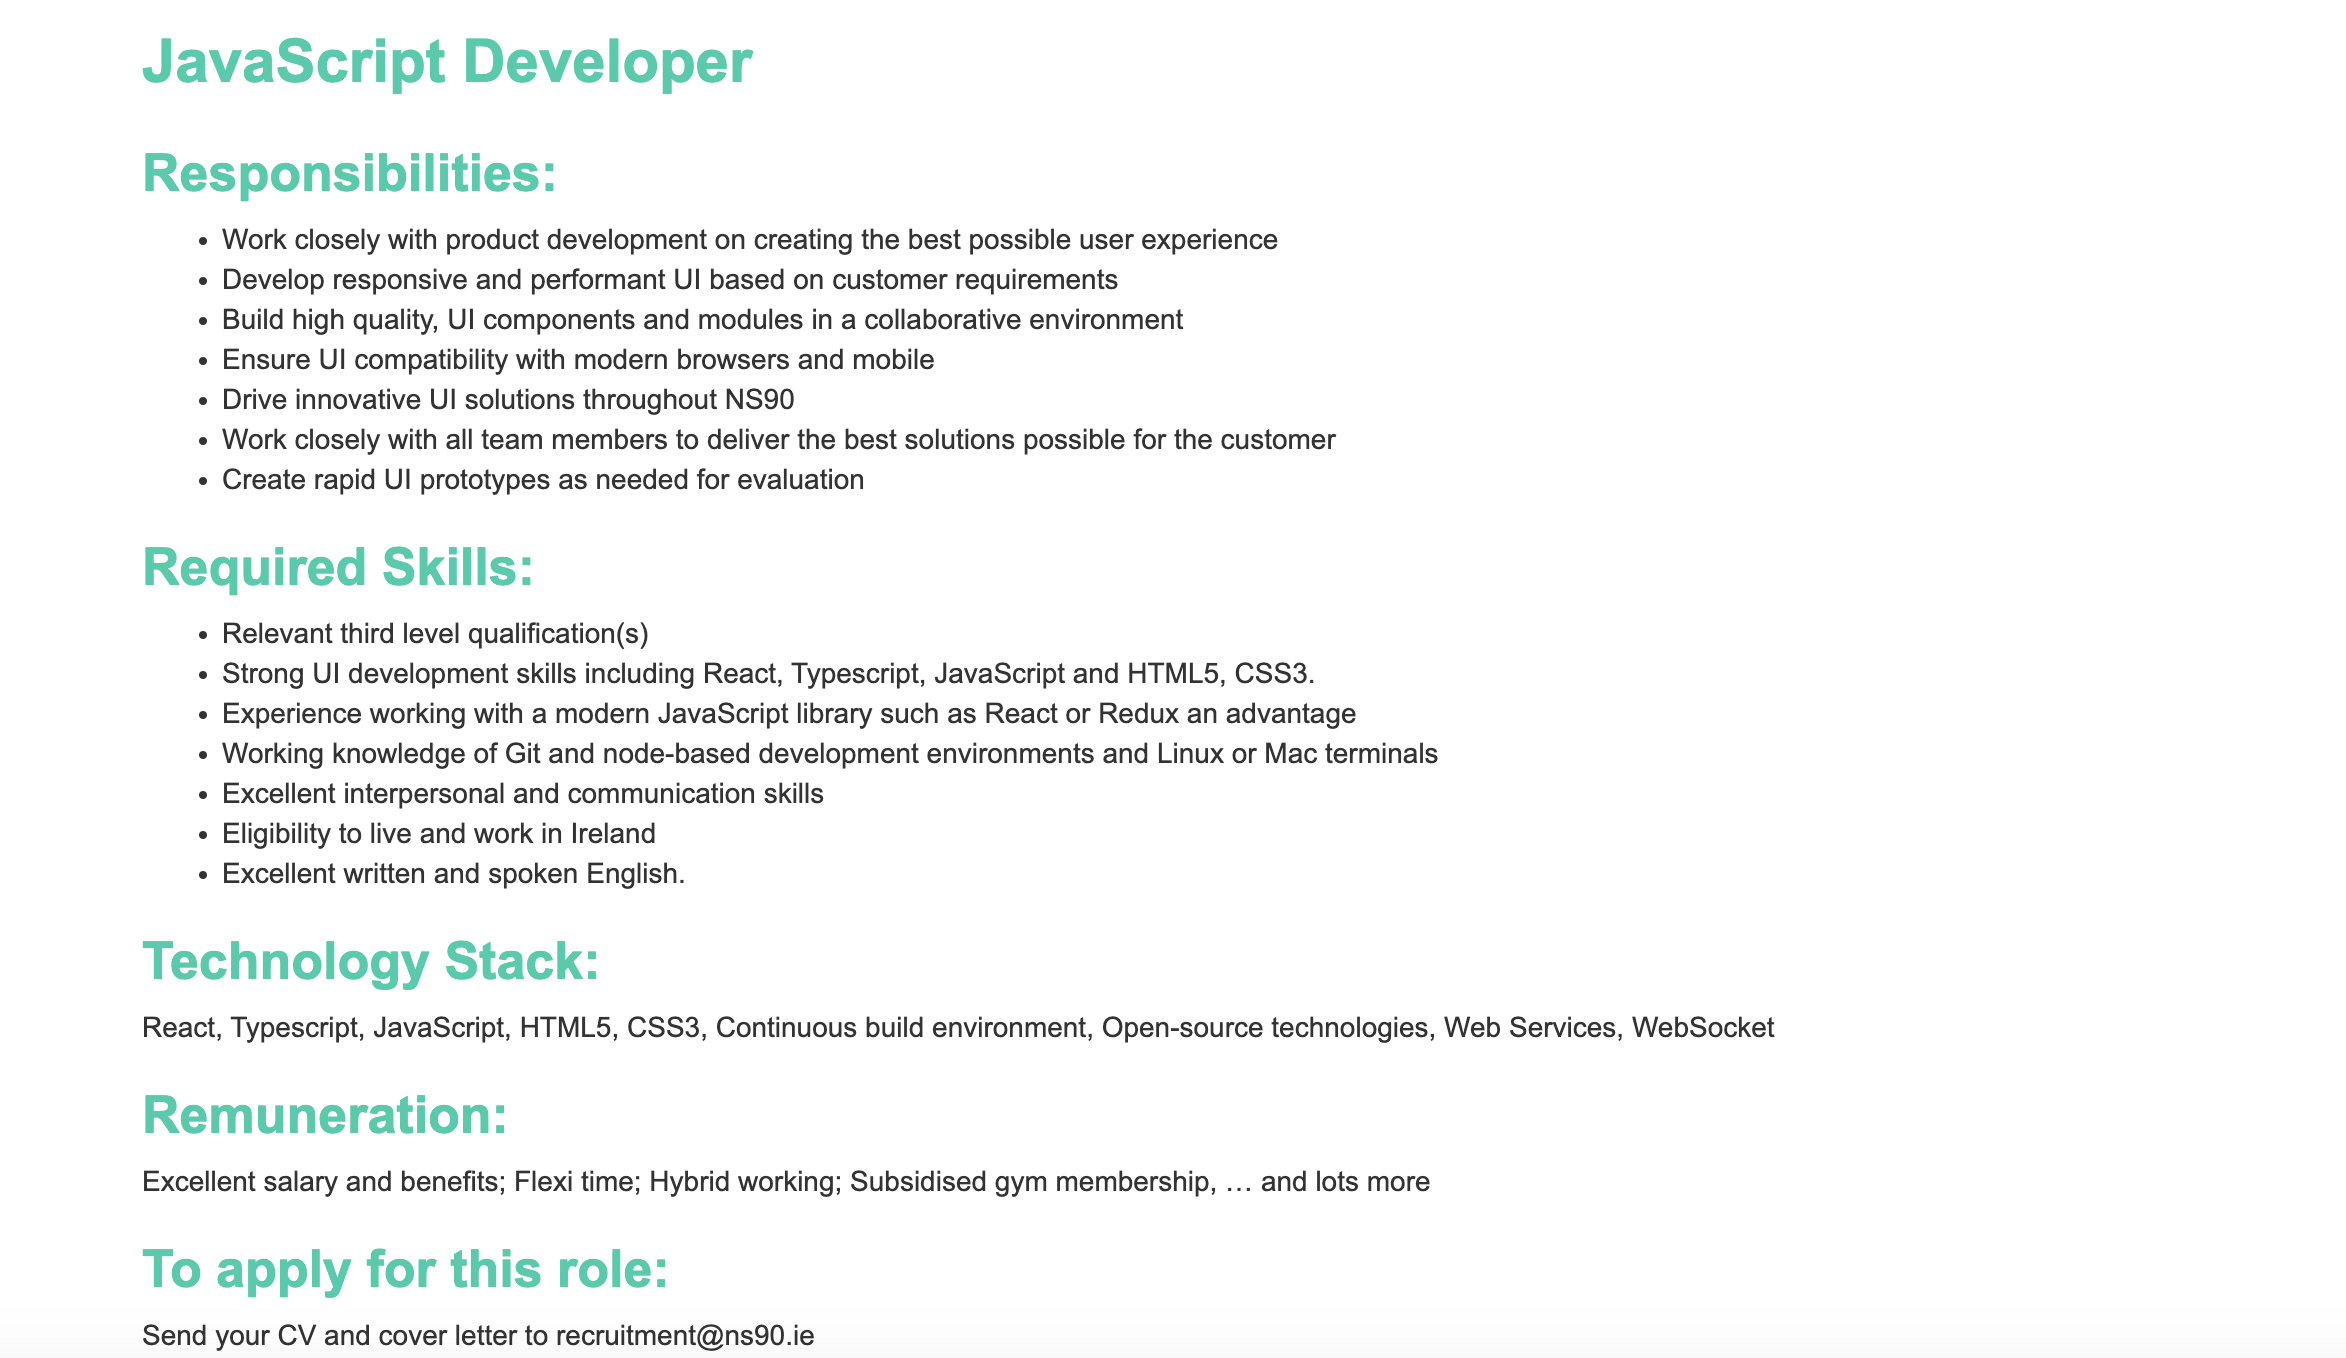 JavaScript Developer
Responsibilities:
• Work closely with product development on creating the best possible user experience
• Develop responsive and performant UI based on customer requirements
• Build high quality, UI components and modules in a collaborative environment
• Ensure UI compatibility with modern browsers and mobile
• Drive innovative UI solutions throughout NS90
• Work closely with all team members to deliver the best solutions possible for the customer
• Create rapid UI prototypes as needed for evaluation
Required Skills:
• Relevant third level qualification(s)
• Strong UI development skills including React, Typescript, JavaScript and HTML5, CSS3.
• Experience working with a modern JavaScript library such as React or Redux an advantage
• Working knowledge of Git and node-based development environments and Linux or Mac terminals
• Excellent interpersonal and communication skills
• Eligibility to live and work in Ireland
• Excellent written and spoken English.
Technology Stack:
React, Typescript, JavaScript, HTML5, CSS3, Continuous build environment, Open-source technologies, Web Services, WebSocket
Remuneration:
Excellent salary and benefits; Flexi time; Hybrid working; Subsidised gym membership, … and lots more
To apply for this role:
Send your CV and cover letter to recruitment@ns90.ie